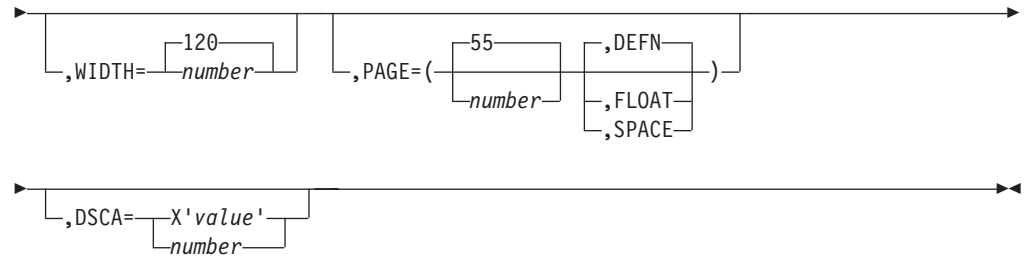 120 55 ,DEFN
,WIDTH= number ,PAGE=( number )
,FLOAT
,SPACE
,DSCA= X'value'
number